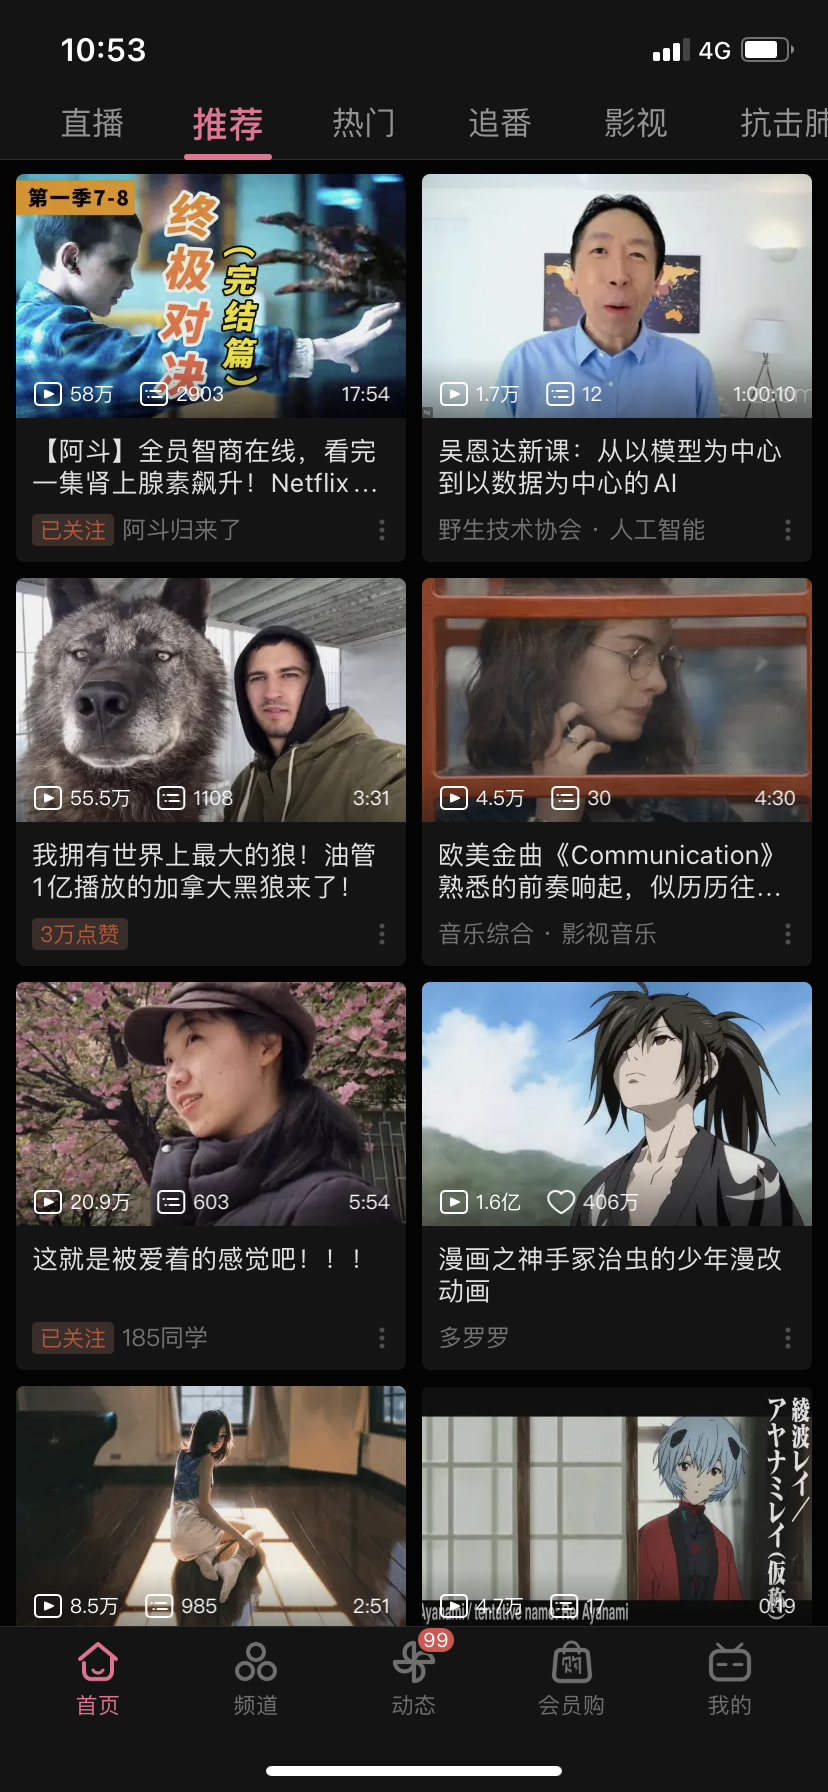 10:53
4G
直播
推荐
热门
追番
影视
抗击肺
第一季7-8
终极对决
(完结篇)
58万
2903
17:54
1.7万
12
1:00:10
【阿斗】全员智商在线，看完
一集肾上腺素飙升！Netflix…
已关注 阿斗归来了
吴恩达新课：从以模型为中心
到以数据为中心的AI
野生技术协会 · 人工智能
55.5万
1108
3:31
4.5万
30
4:30
我拥有世界上最大的狼！油管
1亿播放的加拿大黑狼来了！
3万点赞
欧美金曲《Communication》
熟悉的前奏响起，似历历往…
音乐综合 · 影视音乐
20.9万
603
5:54
1.6亿
406万
这就是被爱着的感觉吧！！！
已关注 185同学
漫画之神手冢治虫的少年漫改
动画
多罗罗
8.5万
985
2:51
綾波レイ／
アヤナミレイ(仮称)
Ayanami / tentative name: Rei Ayanami
4.7万
17
0:19
首页
频道
99
动态
购
会员购
我的